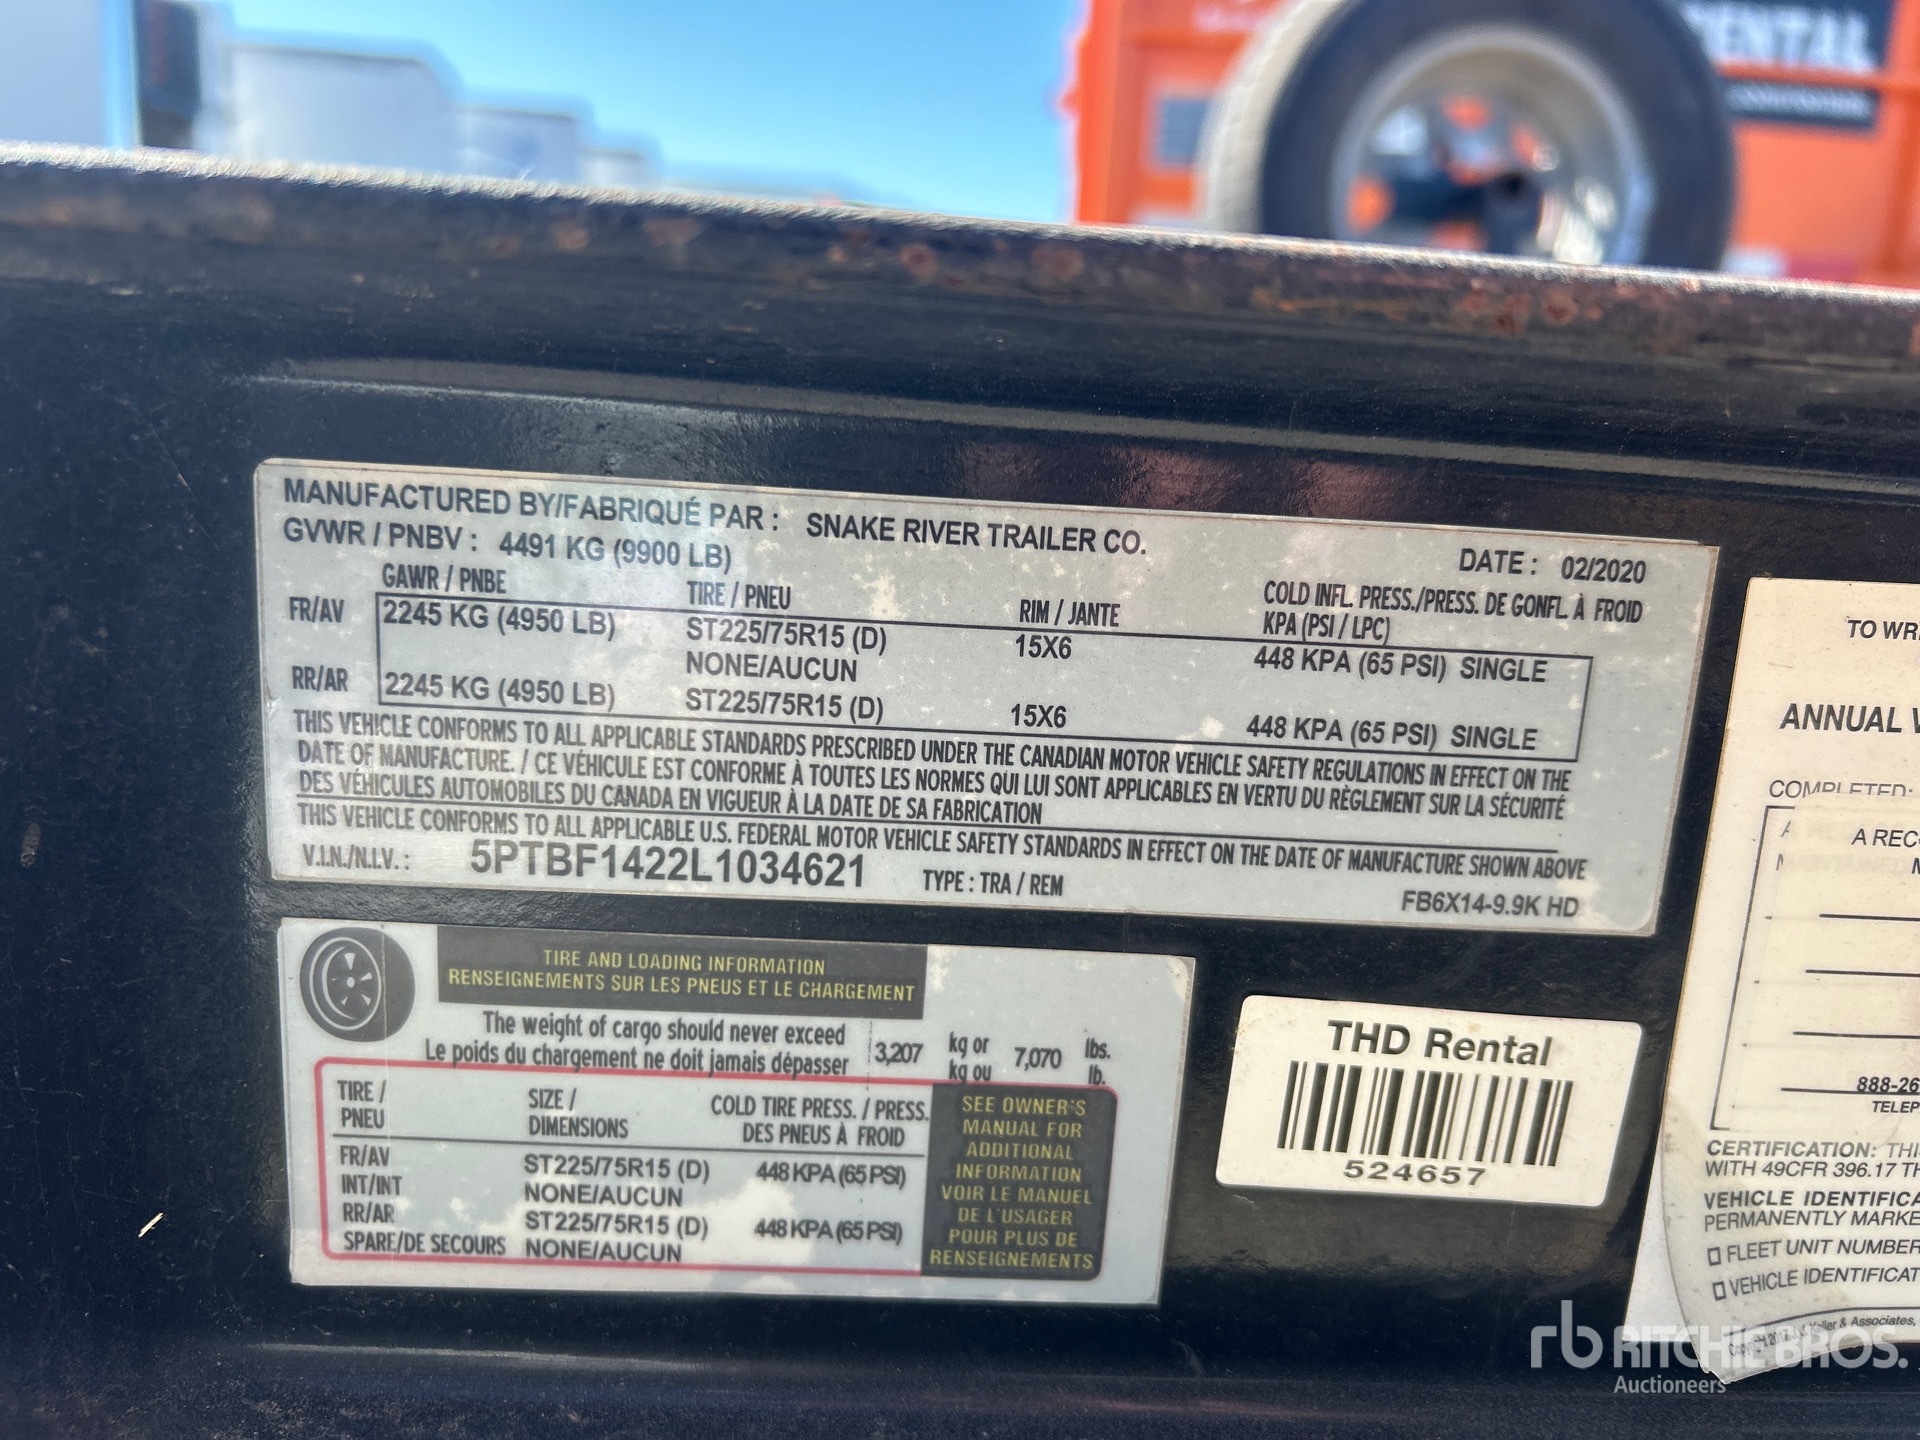 RENTAL
MANUFACTURED BY/FABRIQUÉ PAR : SNAKE RIVER TRAILER CO.
GVWR / PNBV : 4491 KG (9900 LB) DATE : 02/2020
GAWR / PNBE TIRE / PNEU RIM / JANTE COLD INFL. PRESS./PRESS. DE GONFL. À FROID
KPA (PSI / LPC)
FR/AV 2245 KG (4950 LB) ST225/75R15 (D) 15X6 448 KPA (65 PSI) SINGLE
NONE/AUCUN
RR/AR 2245 KG (4950 LB) ST225/75R15 (D) 15X6 448 KPA (65 PSI) SINGLE
THIS VEHICLE CONFORMS TO ALL APPLICABLE STANDARDS PRESCRIBED UNDER THE CANADIAN MOTOR VEHICLE SAFETY REGULATIONS IN EFFECT ON THE
DATE OF MANUFACTURE. / CE VÉHICULE EST CONFORME À TOUTES LES NORMES QUI LUI SONT APPLICABLES EN VERTU DU RÈGLEMENT SUR LA SÉCURITÉ
DES VÉHICULES AUTOMOBILES DU CANADA EN VIGUEUR À LA DATE DE SA FABRICATION
THIS VEHICLE CONFORMS TO ALL APPLICABLE U.S. FEDERAL MOTOR VEHICLE SAFETY STANDARDS IN EFFECT ON THE DATE OF MANUFACTURE SHOWN ABOVE
V.I.N./N.I.V. : 5PTBF1422L1034621 TYPE : TRA / REM FB6X14-9.9K HD
TIRE AND LOADING INFORMATION
RENSEIGNEMENTS SUR LES PNEUS ET LE CHARGEMENT
The weight of cargo should never exceed
Le poids du chargement ne doit jamais dépasser
3,207 kg or 7,070 lbs.
kg ou lb.
TIRE / SIZE / COLD TIRE PRESS. / PRESS.
PNEU DIMENSIONS DES PNEUS À FROID
FR/AV ST225/75R15 (D) 448 KPA (65 PSI)
INT/INT NONE/AUCUN
RR/AR ST225/75R15 (D) 448 KPA (65 PSI)
SPARE/DE SECOURS NONE/AUCUN
SEE OWNER'S
MANUAL FOR
ADDITIONAL
INFORMATION
VOIR LE MANUEL
DE L'USAGER
POUR PLUS DE
RENSEIGNEMENTS
THD Rental
524657
TO WR
ANNUAL V
COMPLETED:
A REC
888-26
TELEP
CERTIFICATION: THI
WITH 49CFR 396.17 TH
VEHICLE IDENTIFICA
PERMANENTLY MARKE
FLEET UNIT NUMBER
VEHICLE IDENTIFICAT
Keller & Associates,
rb RITCHIE BROS.
Auctioneers